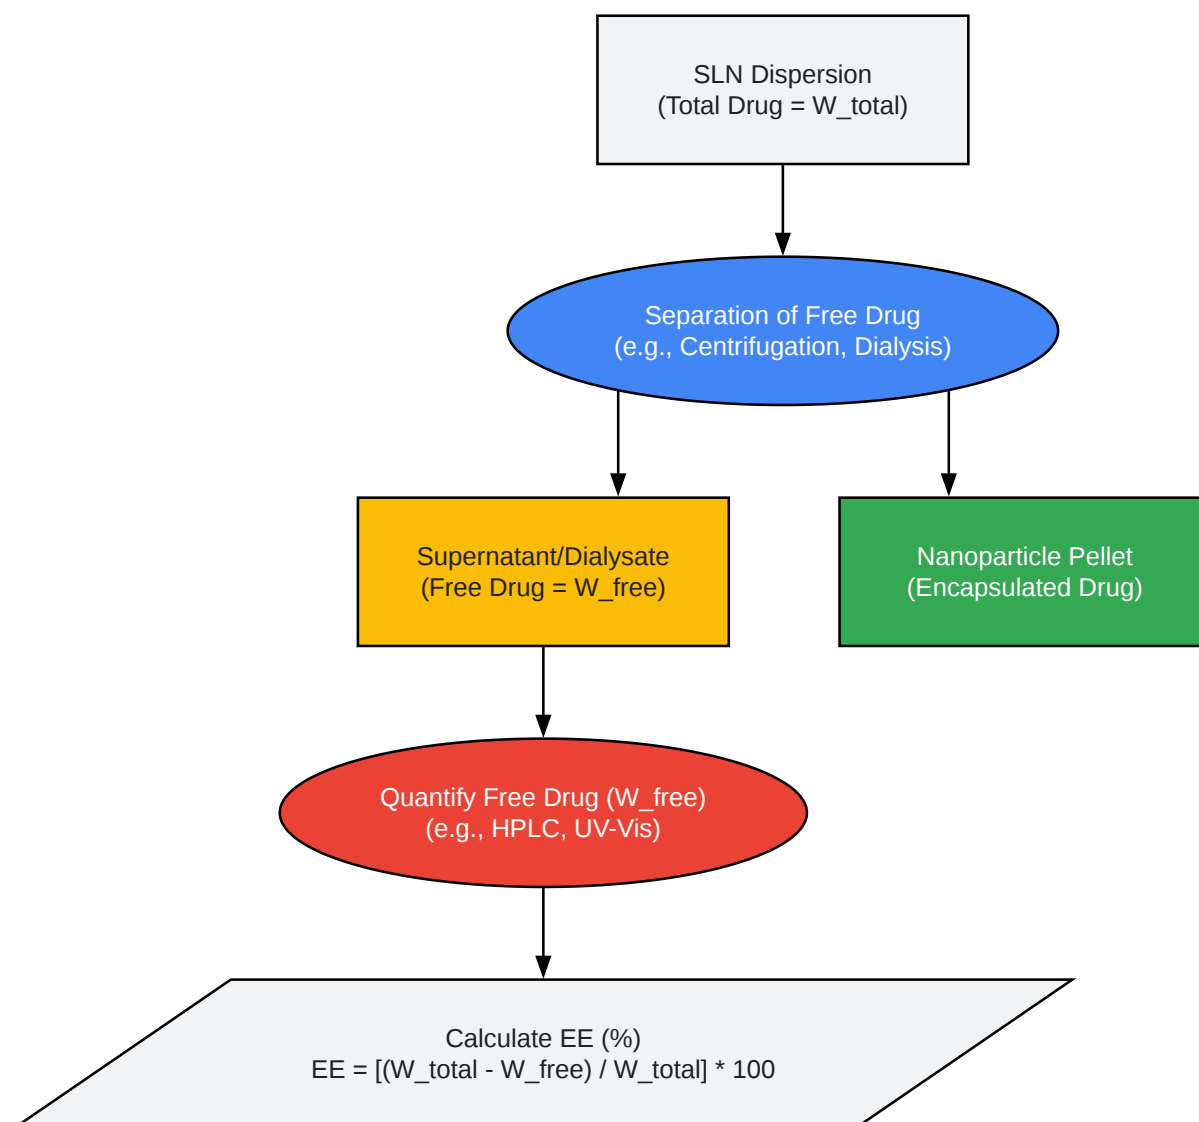 SLN Dispersion
(Total Drug = W_total)
Separation of Free Drug
(e.g., Centrifugation, Dialysis)
Supernatant/Dialysate
(Free Drug = W_free)
Nanoparticle Pellet
(Encapsulated Drug)
Quantify Free Drug (W_free)
(e.g., HPLC, UV-Vis)
Calculate EE (%)
EE = [(W_total - W_free) / W_total] * 100